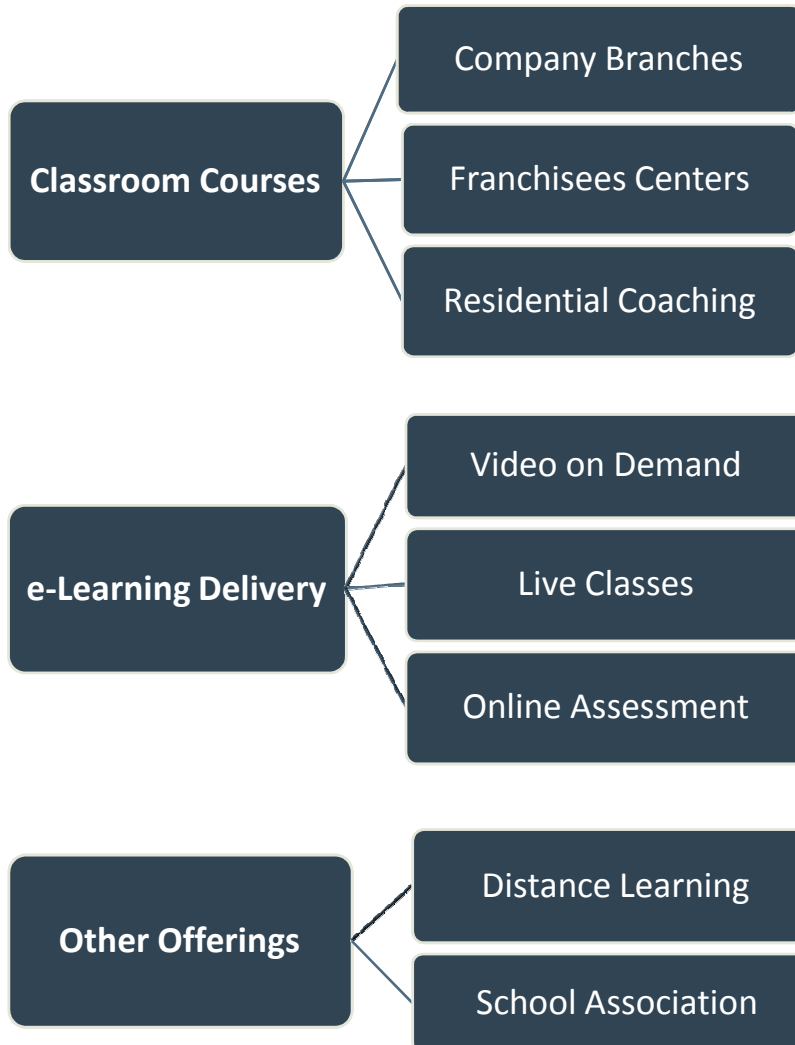 Classroom Courses
Company Branches
Franchisees Centers
Residential Coaching
e-Learning Delivery
Video on Demand
Live Classes
Online Assessment
Other Offerings
Distance Learning
School Association